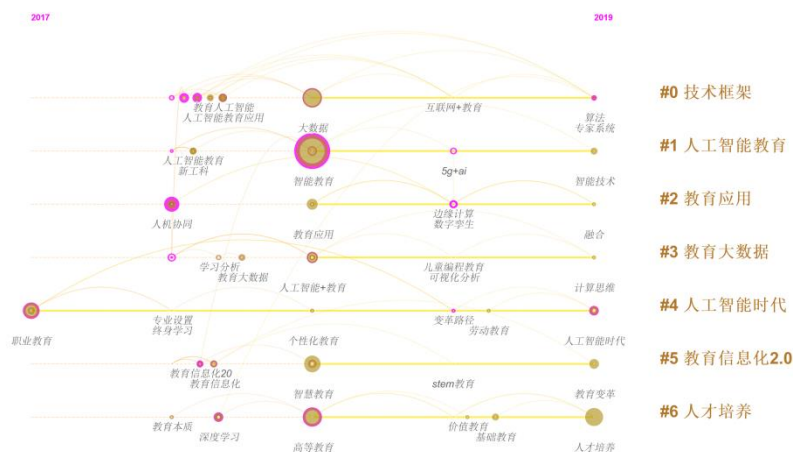 2017
2019
教育人工智能
人工智能教育应用
大数据
互联网+教育
算法
专家系统
#0 技术框架
人工智能教育
新工科
智能教育
5g+ai
智能技术
#1 人工智能教育
人机协同
教育应用
边缘计算
数字孪生
融合
#2 教育应用
学习分析
教育大数据
人工智能+教育
儿童编程教育
可视化分析
计算思维
#3 教育大数据
职业教育
专业设置
终身学习
个性化教育
变革路径
劳动教育
人工智能时代
#4 人工智能时代
教育信息化20
教育信息化
智慧教育
stem教育
教育变革
#5 教育信息化2.0
教育本质
深度学习
高等教育
价值教育
基础教育
人才培养
#6 人才培养